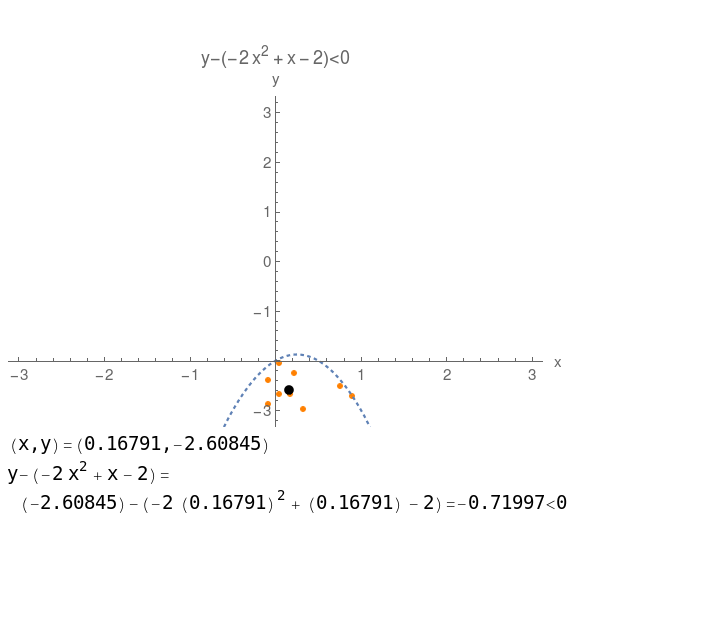 y−(−2 x² + x − 2)<0
y
3
2
1
0
−1
−3 −2 −1 1 2 3 x
−3
(x,y)=(0.16791,−2.60845)
y−(−2 x² + x − 2)=
(−2.60845)−(−2 (0.16791)² + (0.16791) − 2)=−0.71997<0